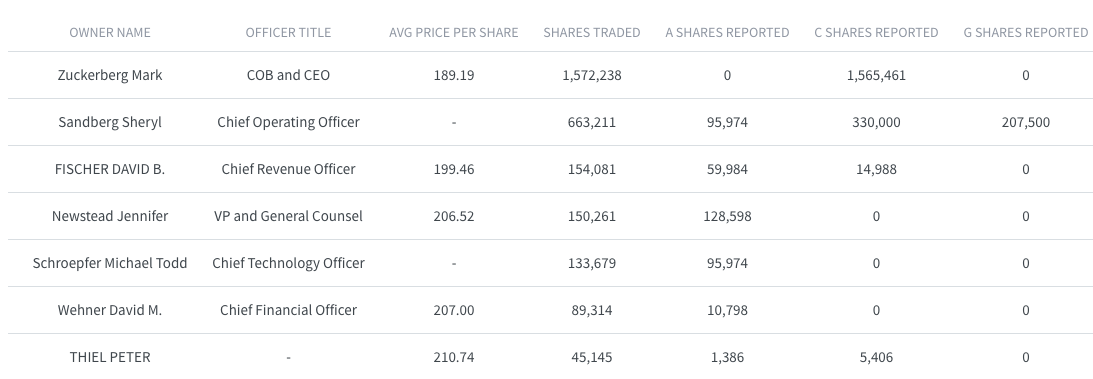 OWNER NAME OFFICER TITLE AVG PRICE PER SHARE SHARES TRADED A SHARES REPORTED C SHARES REPORTED G SHARES REPORTED
Zuckerberg Mark COB and CEO 189.19 1,572,238 0 1,565,461 0
Sandberg Sheryl Chief Operating Officer - 663,211 95,974 330,000 207,500
FISCHER DAVID B. Chief Revenue Officer 199.46 154,081 59,984 14,988 0
Newstead Jennifer VP and General Counsel 206.52 150,261 128,598 0 0
Schroepfer Michael Todd Chief Technology Officer - 133,679 95,974 0 0
Wehner David M. Chief Financial Officer 207.00 89,314 10,798 0 0
THIEL PETER - 210.74 45,145 1,386 5,406 0